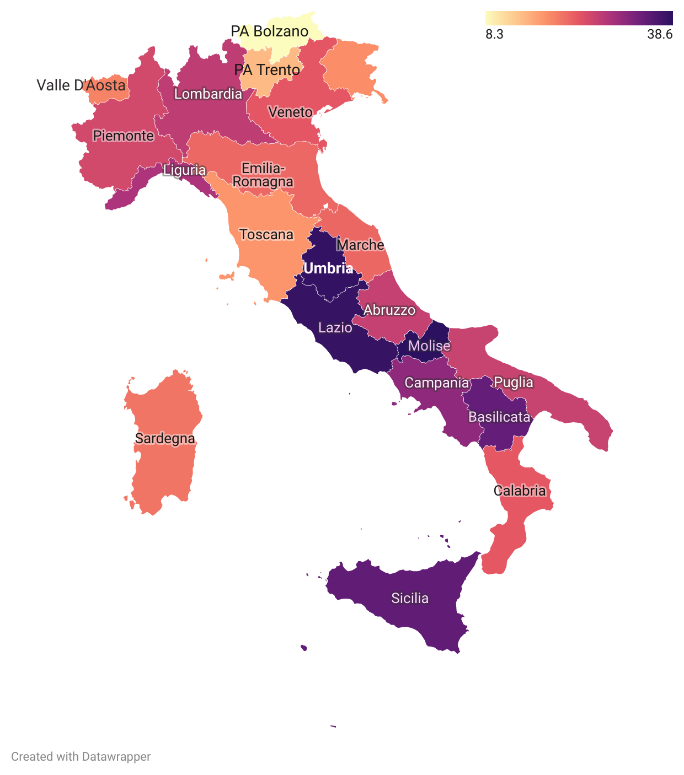 8.3
38.6
PA Bolzano
PA Trento
Valle D'Aosta
Lombardia
Veneto
Piemonte
Liguria
Emilia-
Romagna
Toscana
Marche
Umbria
Abruzzo
Lazio
Molise
Campania
Puglia
Basilicata
Sardegna
Calabria
Sicilia
Created with Datawrapper